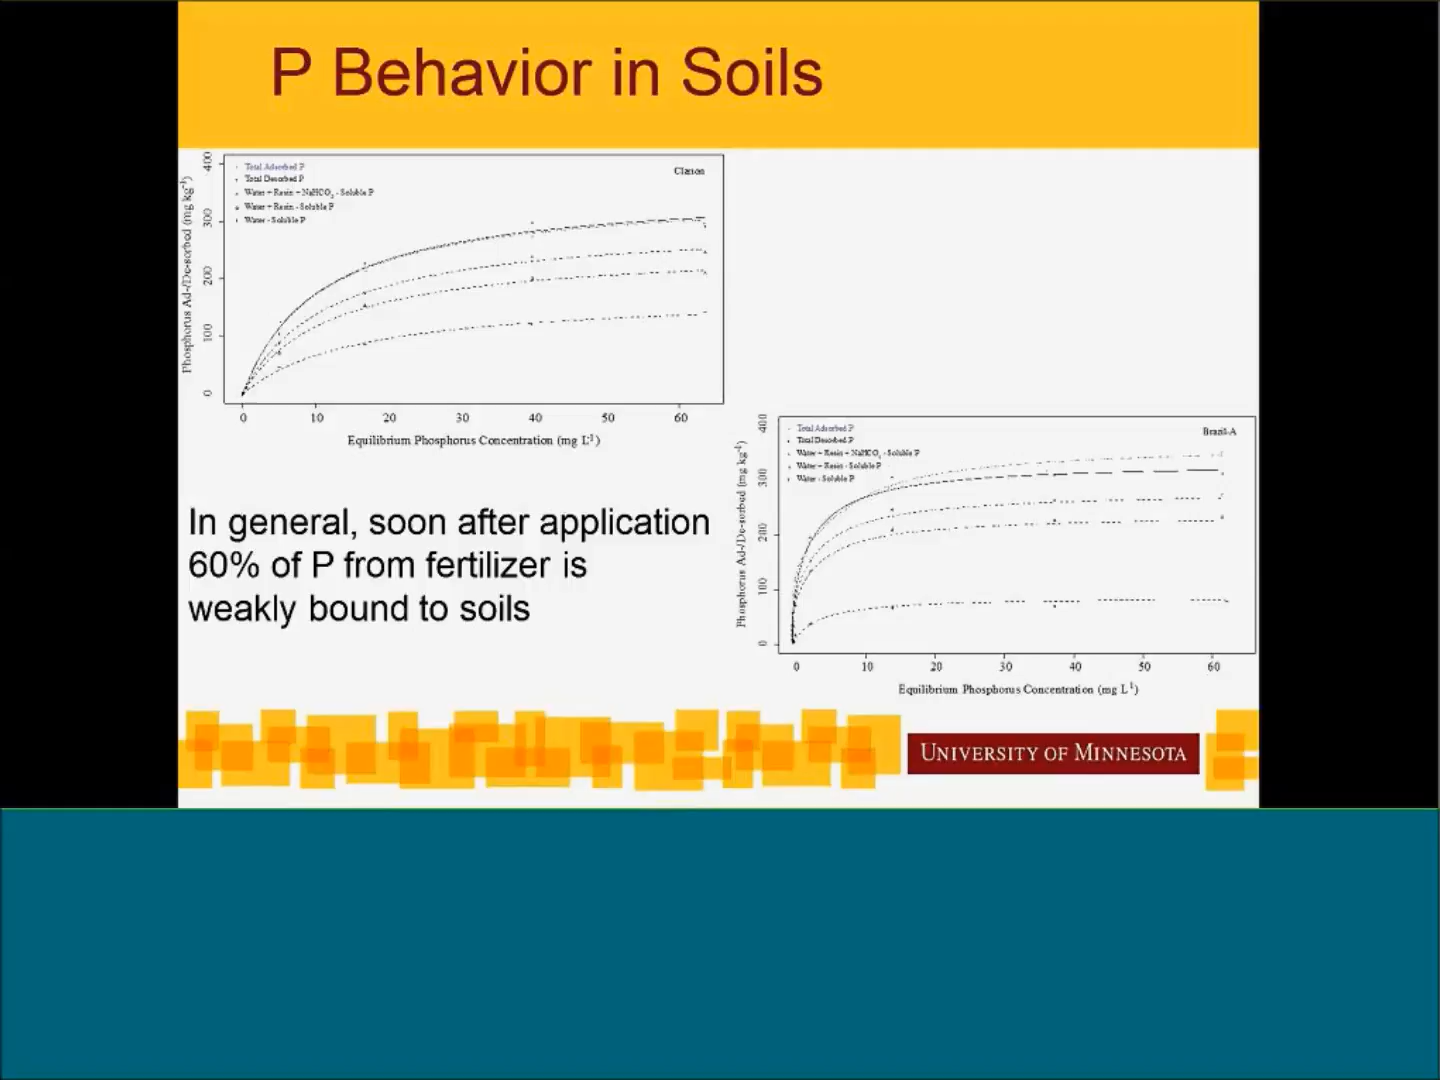 P Behavior in Soils
Clarion
Total Adsorbed P
Total Desorbed P
Water + Resin + NaHCO3 - Soluble P
Water + Resin - Soluble P
Water - Soluble P
Phosphorus Ad-/De-sorbed (mg kg-1)
400
300
200
100
0
0 10 20 30 40 50 60
Equilibrium Phosphorus Concentration (mg L-1)
Brazil-A
Total Adsorbed P
Total Desorbed P
Water + Resin + NaHCO3 - Soluble P
Water + Resin - Soluble P
Water - Soluble P
Phosphorus Ad-/De-sorbed (mg kg-1)
400
300
200
100
0
0 10 20 30 40 50 60
Equilibrium Phosphorus Concentration (mg L-1)
In general, soon after application
60% of P from fertilizer is
weakly bound to soils
UNIVERSITY OF MINNESOTA